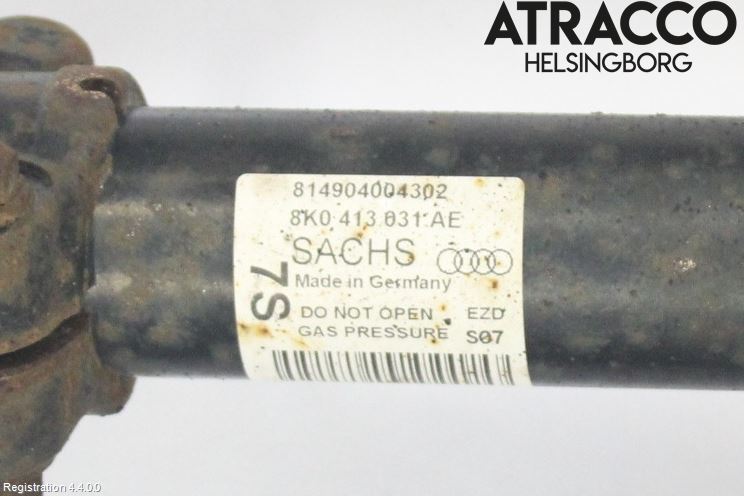 ATRACCO
HELSINGBORG
814904004302
8K0 413 031 AE
SACHS
Made in Germany
7S
DO NOT OPEN EZD
GAS PRESSURE S07
Registration 4.4.0.0